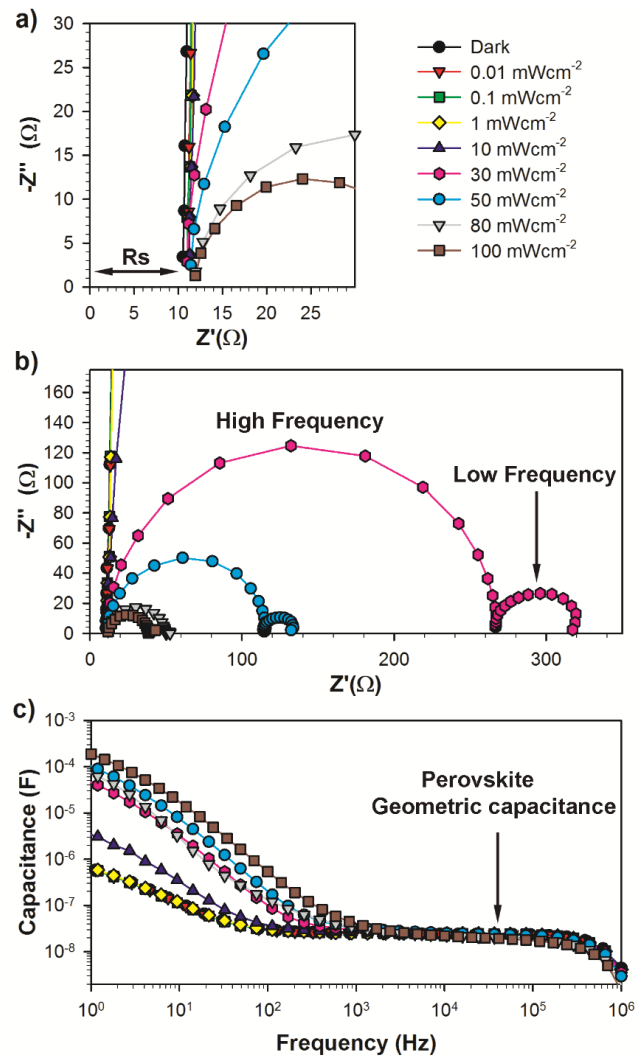 a)
30
25
20
15
10
5
0
-Z'' (Ω)
Rs
0 5 10 15 20 25
Z'(Ω)
Dark
0.01 mWcm-2
0.1 mWcm-2
1 mWcm-2
10 mWcm-2
30 mWcm-2
50 mWcm-2
80 mWcm-2
100 mWcm-2
b)
160
140
120
100
80
60
40
20
0
-Z'' (Ω)
High Frequency
Low Frequency
0 100 200 300
Z'(Ω)
c)
10-3
10-4
10-5
10-6
10-7
10-8
Capacitance (F)
Perovskite
Geometric capacitance
100 101 102 103 104 105 106
Frequency (Hz)